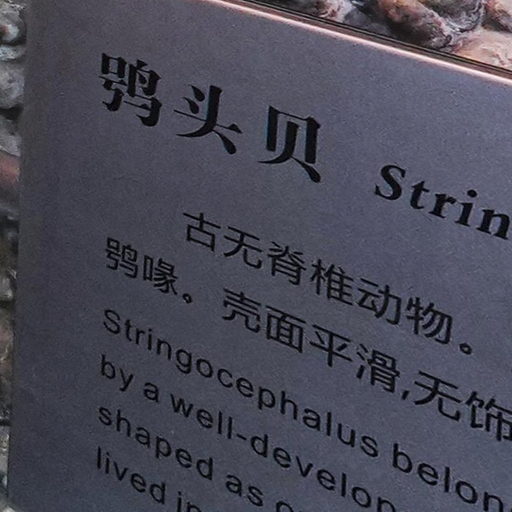 鸮头贝 Strin
古无脊椎动物。
鸮喙。壳面平滑,无饰
Stringocephalus belon
by a well-develop
shaped as
lived in